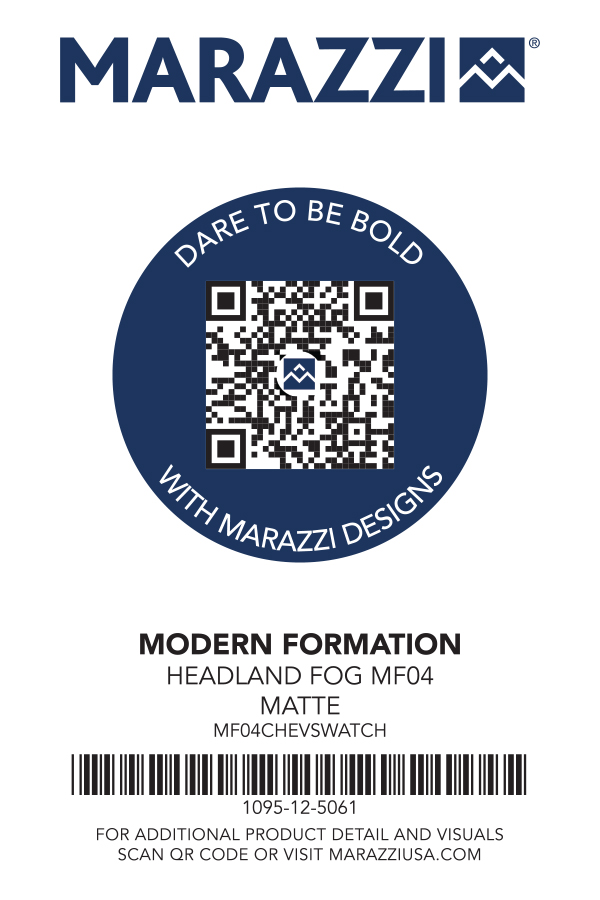 MARAZZI®
DARE TO BE BOLD
WITH MARAZZI DESIGNS
MODERN FORMATION
HEADLAND FOG MF04
MATTE
MF04CHEVSWATCH
1095-12-5061
FOR ADDITIONAL PRODUCT DETAIL AND VISUALS
SCAN QR CODE OR VISIT MARAZZIUSA.COM